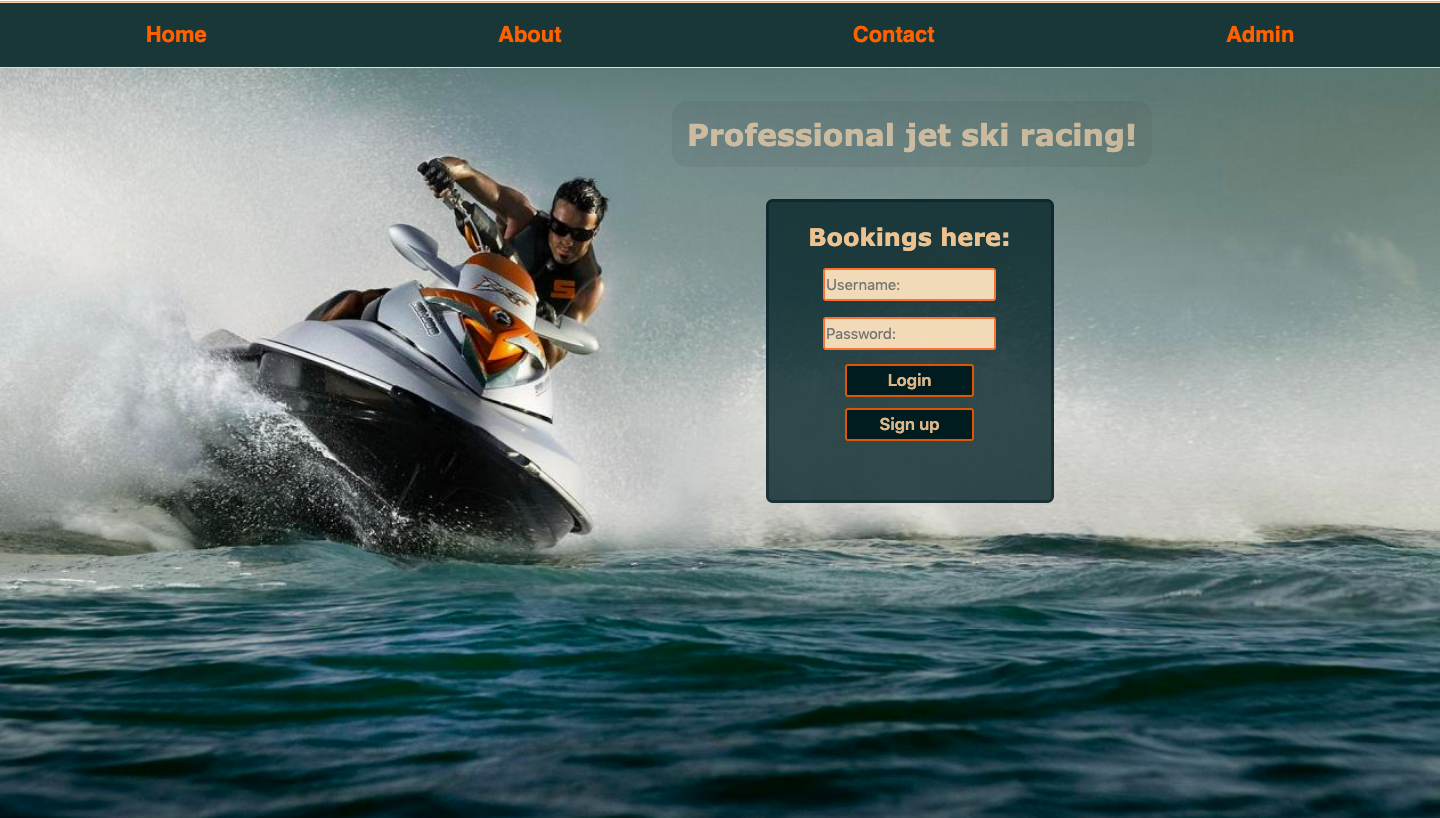 Home About Contact Admin
Professional jet ski racing!
Bookings here:
Username:
Password:
Login
Sign up
S